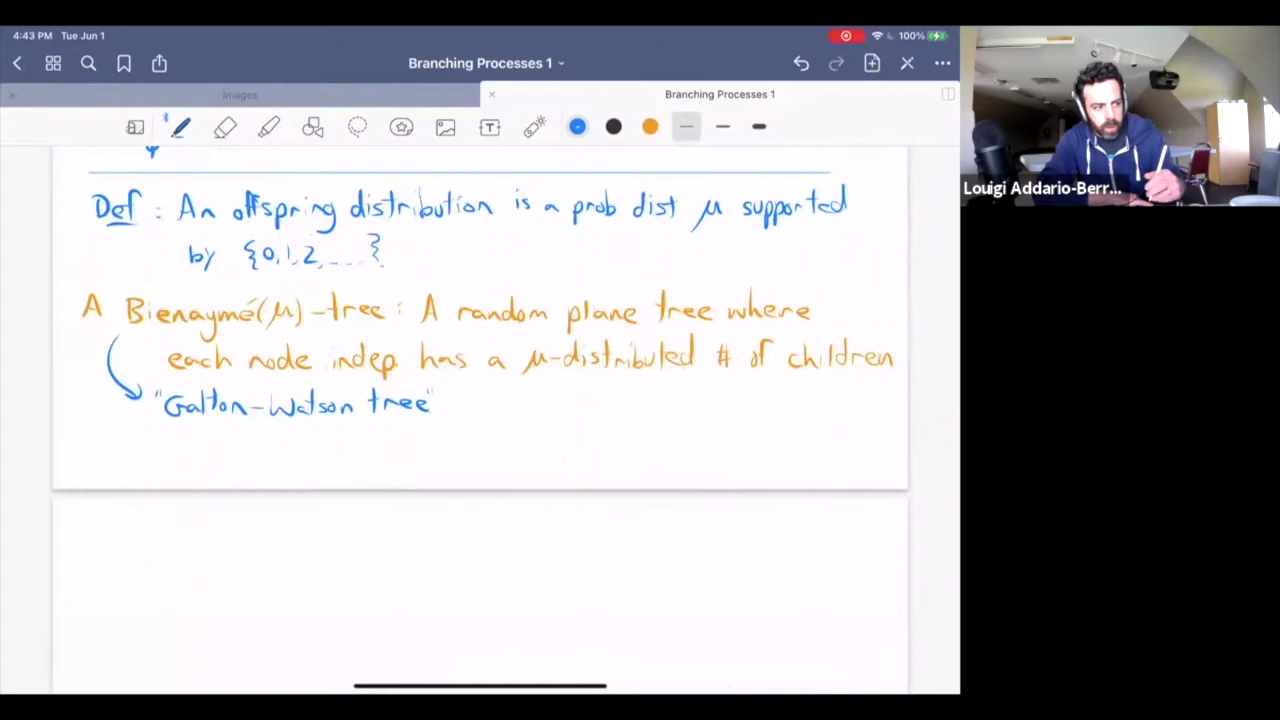 4:43 PM Tue Jun 1
100%
Branching Processes 1
Images
Branching Processes 1
Def : An offspring distribution is a prob dist μ supported
by {0,1,2,....}
A Bienaymé(μ)-tree : A random plane tree where
each node indep has a μ-distributed # of children
"Galton-Watson tree"
Louigi Addario-Berr...